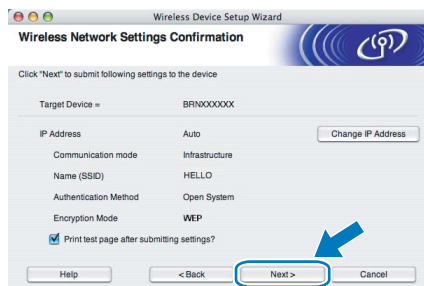 Wireless Device Setup Wizard
Wireless Network Settings Confirmation
Click "Next" to submit following settings to the device
Target Device = BRNXXXXXX
IP Address Auto Change IP Address
Communication mode Infrastructure
Name (SSID) HELLO
Authentication Method Open System
Encryption Mode WEP
Print test page after submitting settings?
Help < Back Next > Cancel